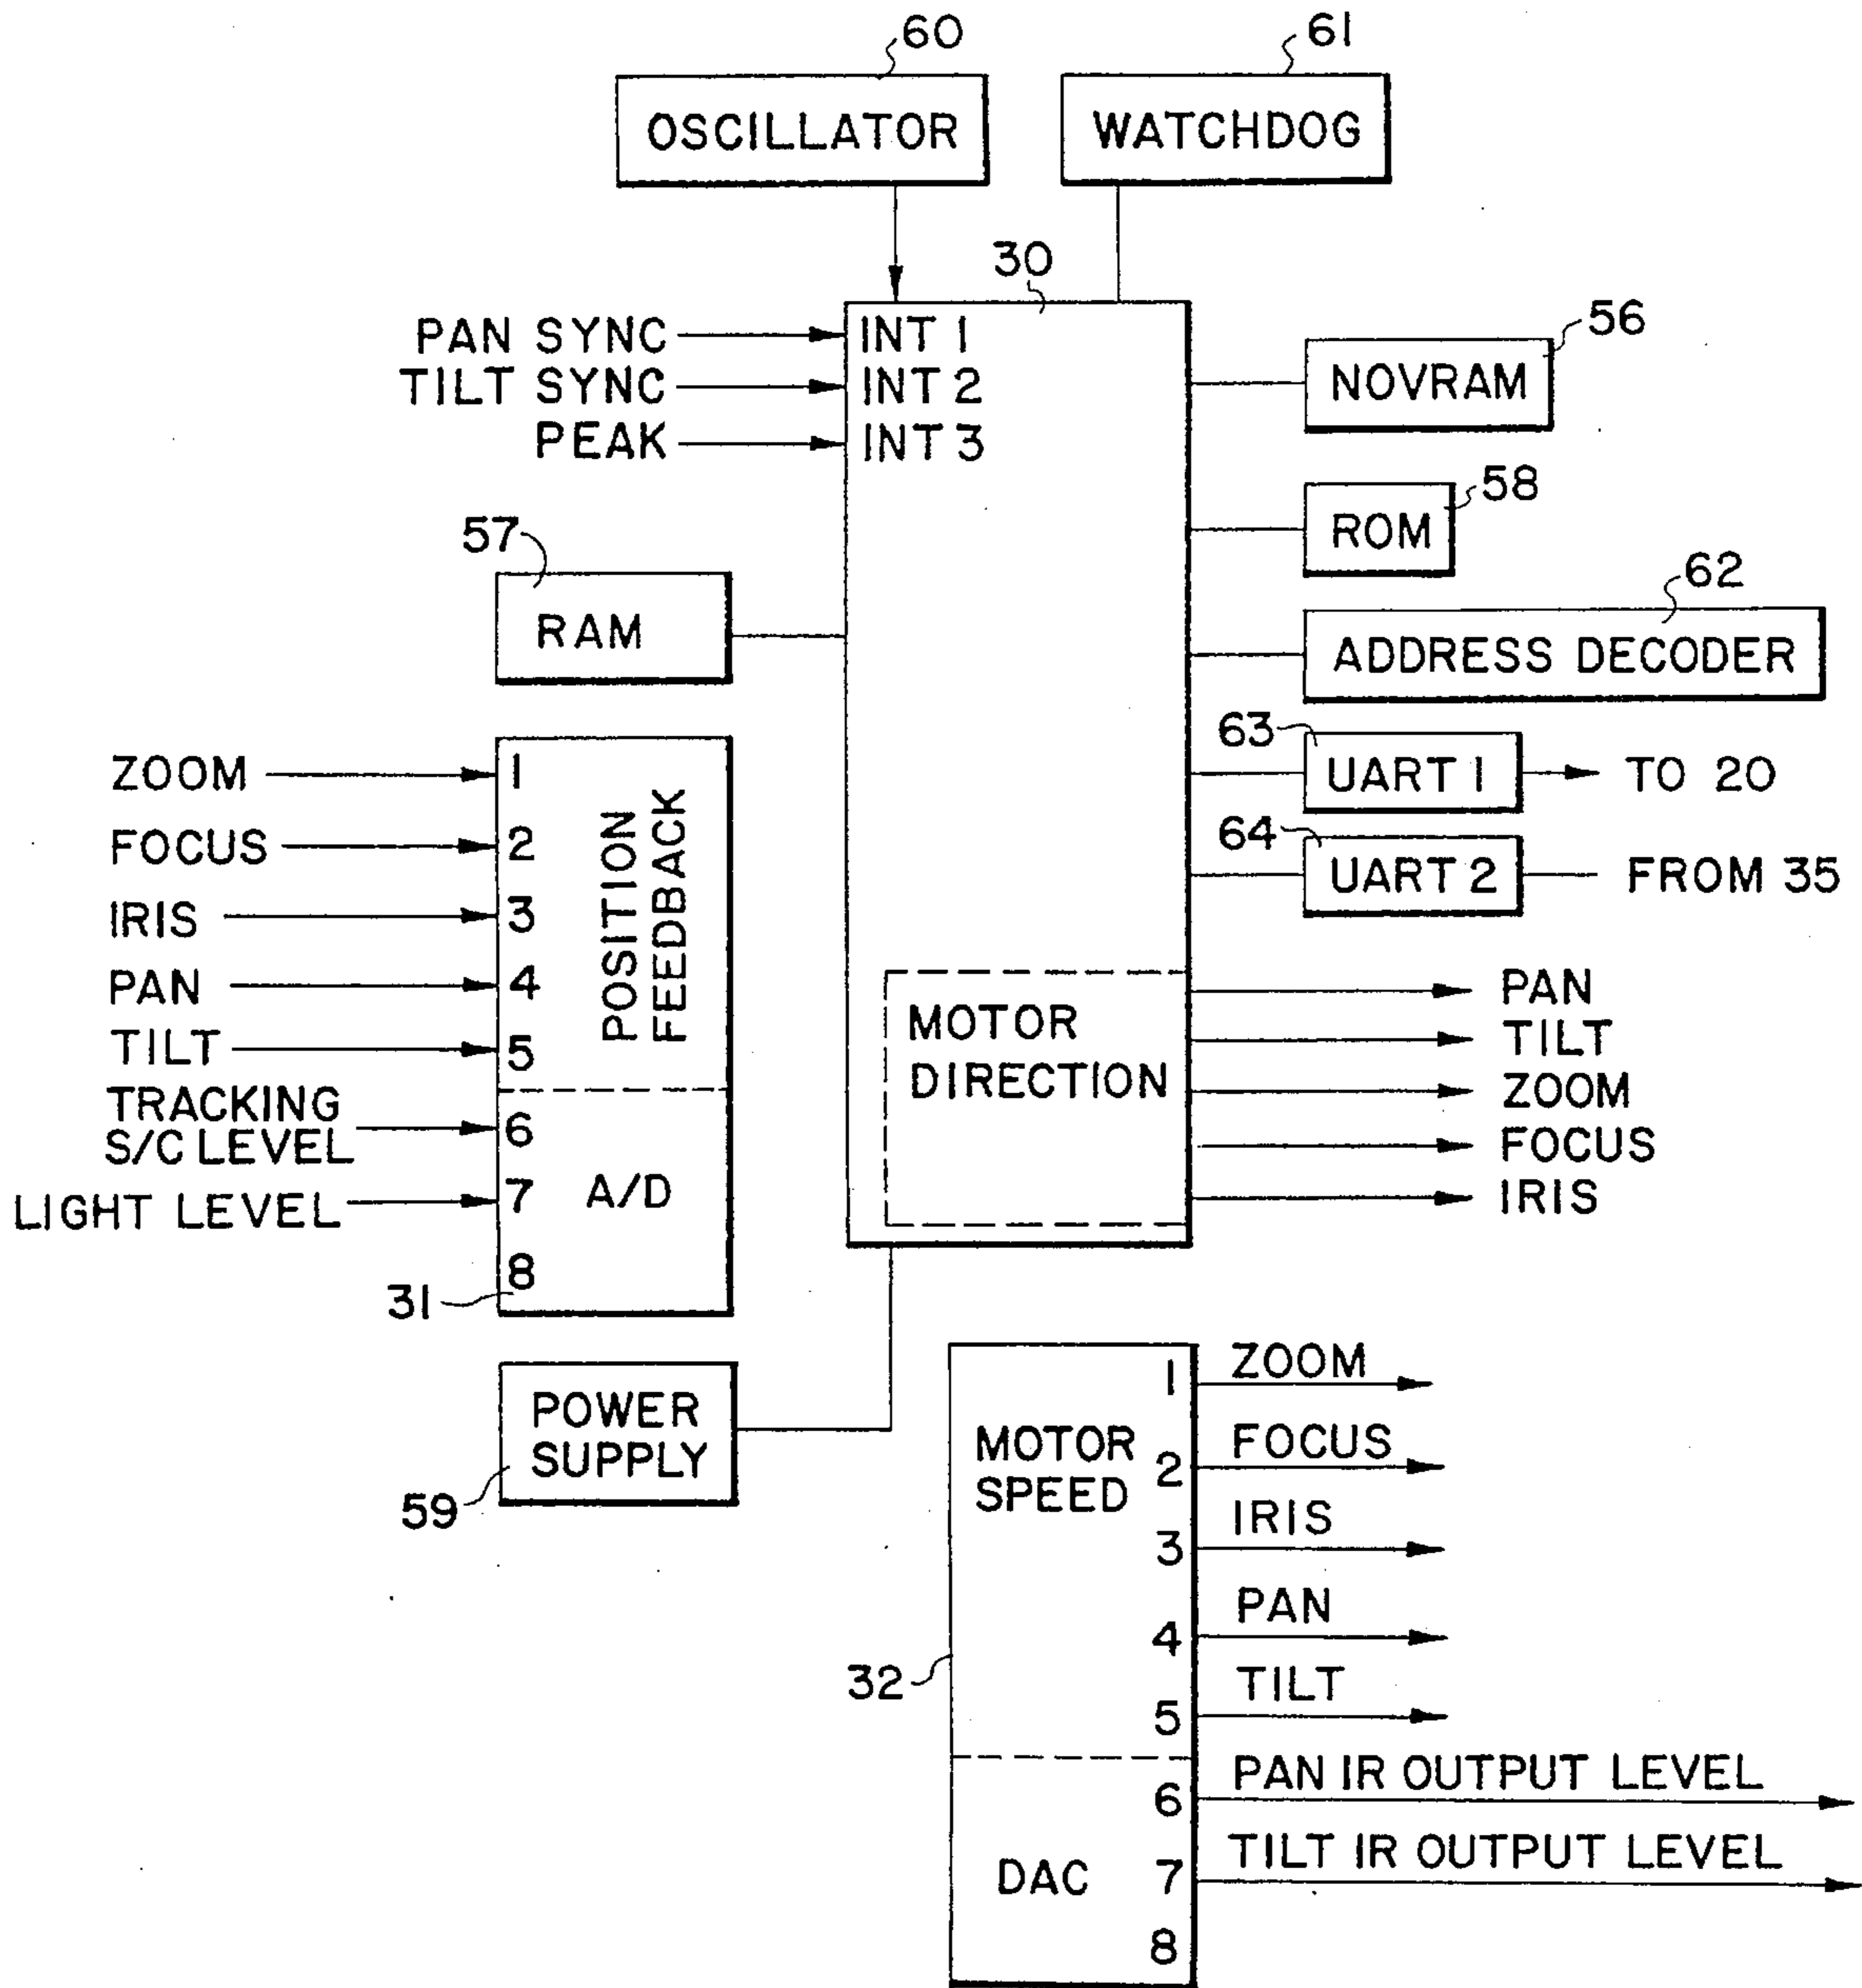 60
61
OSCILLATOR
WATCHDOG
30
PAN SYNC
INT 1
TILT SYNC
INT 2
PEAK
INT 3
56
NOVRAM
58
ROM
57
RAM
62
ADDRESS DECODER
63
UART 1
TO 20
64
UART 2
FROM 35
ZOOM
1
FOCUS
2
IRIS
3
PAN
4
TILT
5
POSITION
FEEDBACK
TRACKING
S/C LEVEL
6
LIGHT LEVEL
7
A/D
8
31
MOTOR
DIRECTION
PAN
TILT
ZOOM
FOCUS
IRIS
POWER
SUPPLY
59
MOTOR
SPEED
1
ZOOM
2
FOCUS
3
IRIS
4
PAN
32
5
TILT
6
PAN IR OUTPUT LEVEL
DAC
7
TILT IR OUTPUT LEVEL
8